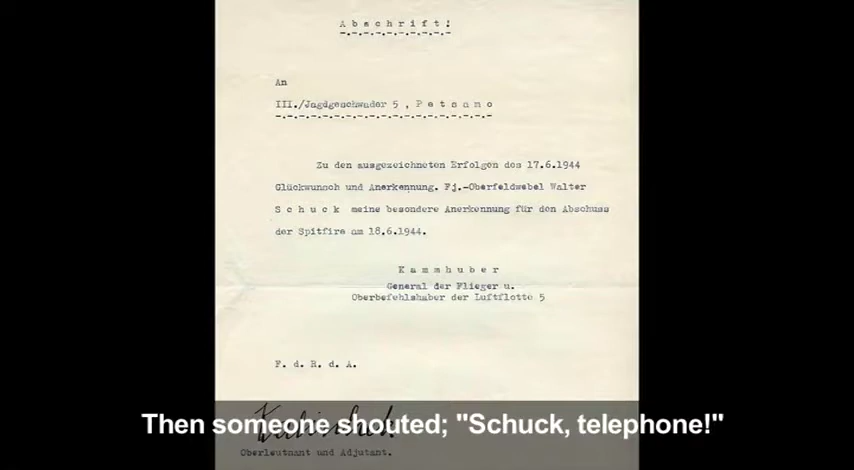 Abschrift!
An
III./Jagdgeschwader 5 , Petsamo
Zu den ausgezeichneten Erfolgen des 17.6.1944
Glückwunsch und Anerkennung. Fj.-Oberfeldwebel Walter
Schuck meine besondere Anerkennung für den Abschuss
der Spitfire am 18.6.1944.
Kammhuber
General der Flieger u.
Oberbefehlshaber der Luftflotte 5
F. d. R. d. A.
Then someone shouted; "Schuck, telephone!"
Oberleutnant und Adjutant.